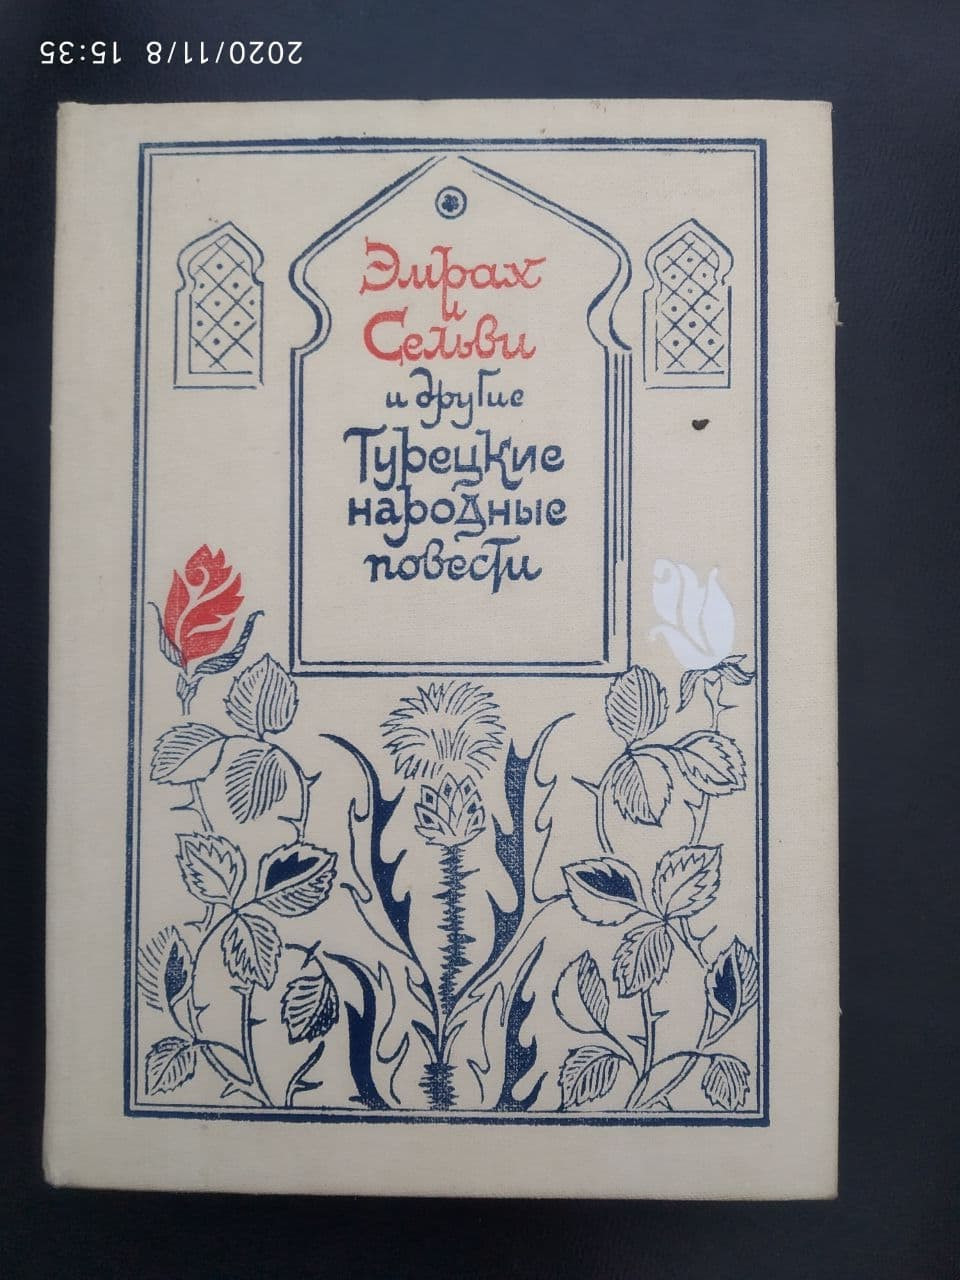 2020/11/8 15:35
Эмрах
и
Сельви
и другие
Турецкие
народные
повести